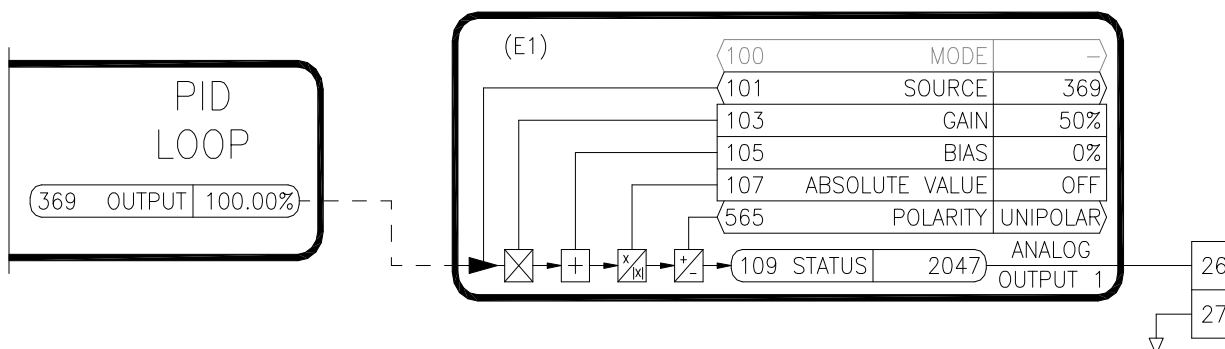 PID
LOOP
369 OUTPUT 100.00%
(E1)
100 MODE –
101 SOURCE 369
103 GAIN 50%
105 BIAS 0%
107 ABSOLUTE VALUE OFF
565 POLARITY UNIPOLAR
+ x |x| + –
109 STATUS 2047
ANALOG
OUTPUT 1
26
27